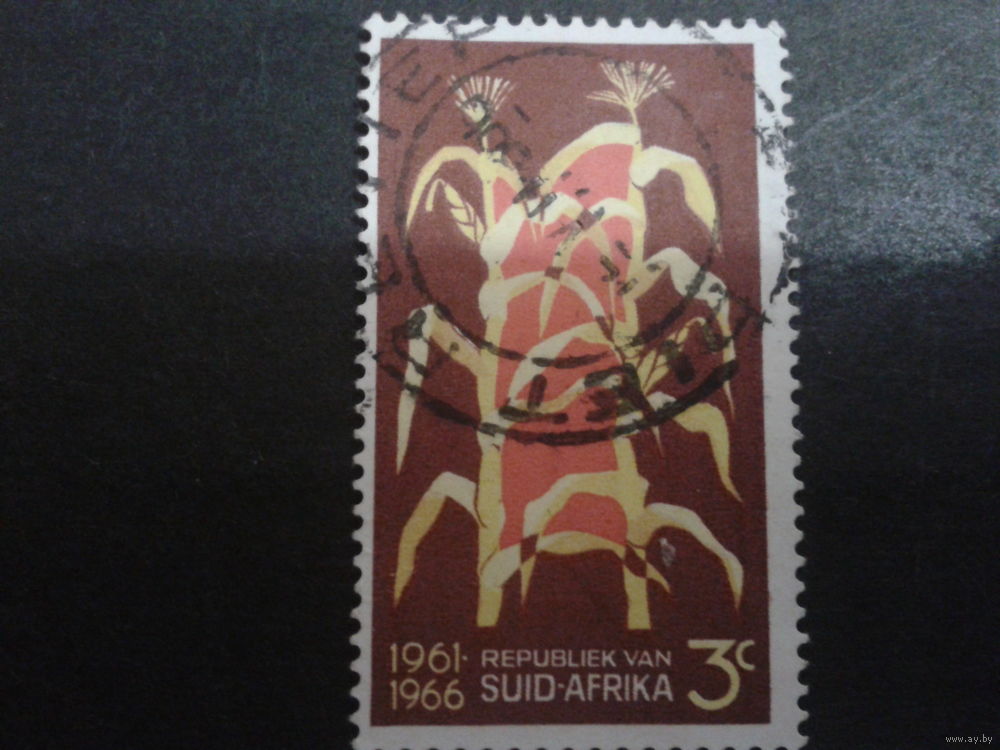 1961·
1966
REPUBLIEK VAN
SUID-AFRIKA
3c
www.ay.by